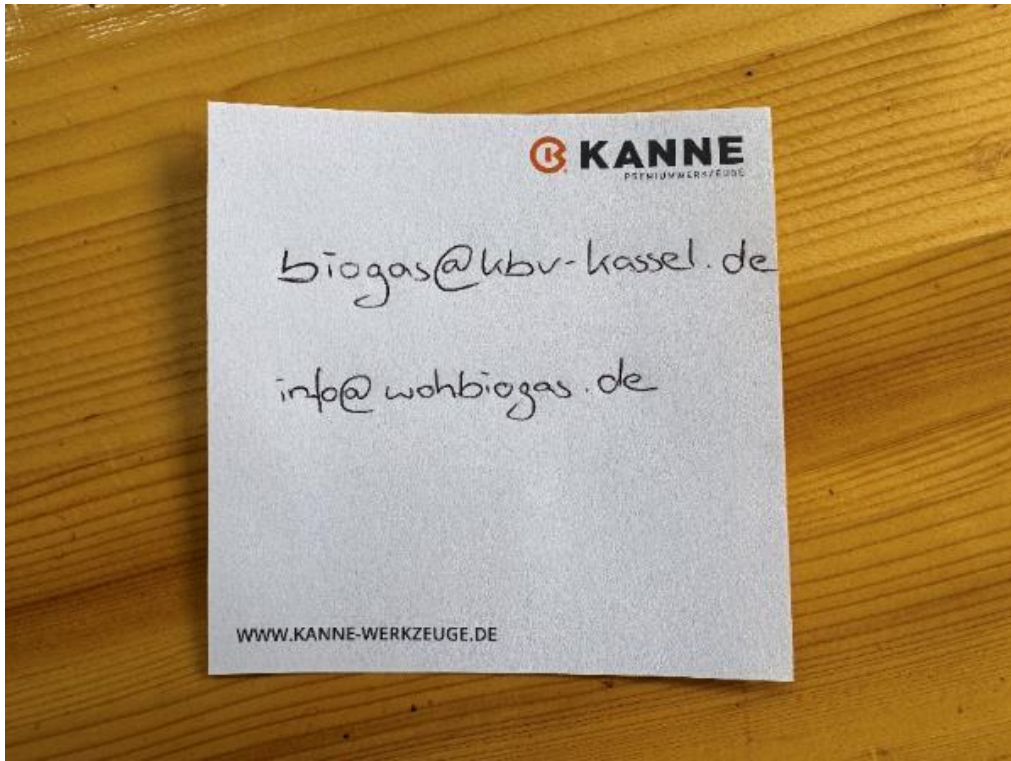 KANNE
PREMIUMWERKZEUGE
biogas@kbv-kassel.de
info@wohbiogas.de
WWW.KANNE-WERKZEUGE.DE